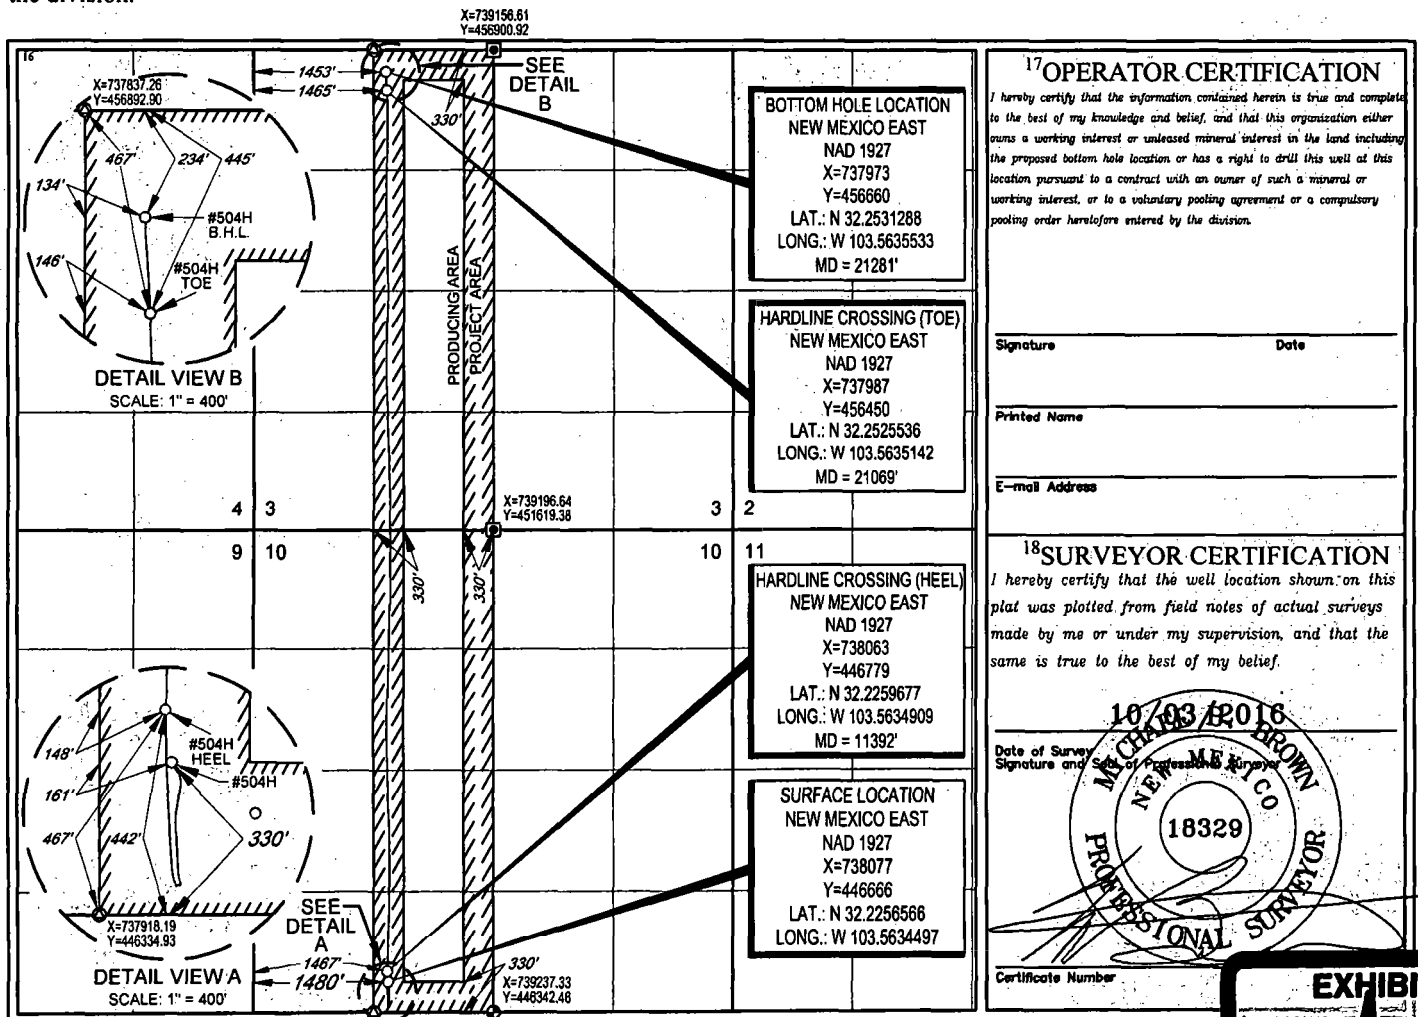 the division.
X=739156.61
Y=456900.92
16
X=737837.26
Y=456892.90
1453'
1465'
SEE
DETAIL
B
330'
467'
234'
445'
134'
#504H
B.H.L.
146'
#504H
TOE
DETAIL VIEW B
SCALE: 1" = 400'
PRODUCING AREA
PROJECT AREA
BOTTOM HOLE LOCATION
NEW MEXICO EAST
NAD 1927
X=737973
Y=456660
LAT.: N 32.2531288
LONG.: W 103.5635533
MD = 21281'
HARDLINE CROSSING (TOE)
NEW MEXICO EAST
NAD 1927
X=737987
Y=456450
LAT.: N 32.2525536
LONG.: W 103.5635142
MD = 21069'
4 3
X=739196.64
Y=451619.38
3 2
9 10
10 11
330'
330'
HARDLINE CROSSING (HEEL)
NEW MEXICO EAST
NAD 1927
X=738063
Y=446779
LAT.: N 32.2259677
LONG.: W 103.5634909
MD = 11392'
148'
#504H
HEEL
#504H
161'
467'
442'
330'
X=737918.19
Y=446334.93
DETAIL VIEW A
SCALE: 1" = 400'
SEE
DETAIL
A
1467'
1480'
330'
X=739237.33
Y=446342.46
SURFACE LOCATION
NEW MEXICO EAST
NAD 1927
X=738077
Y=446666
LAT.: N 32.2256566
LONG.: W 103.5634497
17 OPERATOR CERTIFICATION
I hereby certify that the information contained herein is true and complete
to the best of my knowledge and belief, and that this organization either
owns a working interest or unleased mineral interest in the land including
the proposed bottom hole location or has a right to drill this well at this
location pursuant to a contract with an owner of such a mineral or
working interest, or to a voluntary pooling agreement or a compulsory
pooling order heretofore entered by the division.
Signature Date
Printed Name
E-mail Address
18 SURVEYOR CERTIFICATION
I hereby certify that the well location shown on this
plat was plotted from field notes of actual surveys
made by me or under my supervision, and that the
same is true to the best of my belief.
10/03/2016
Date of Survey
Signature and Seal of Professional Surveyor
MICHAEL B. BROWN
NEW MEXICO
18329
PROFESSIONAL SURVEYOR
Certificate Number
EXHIBI